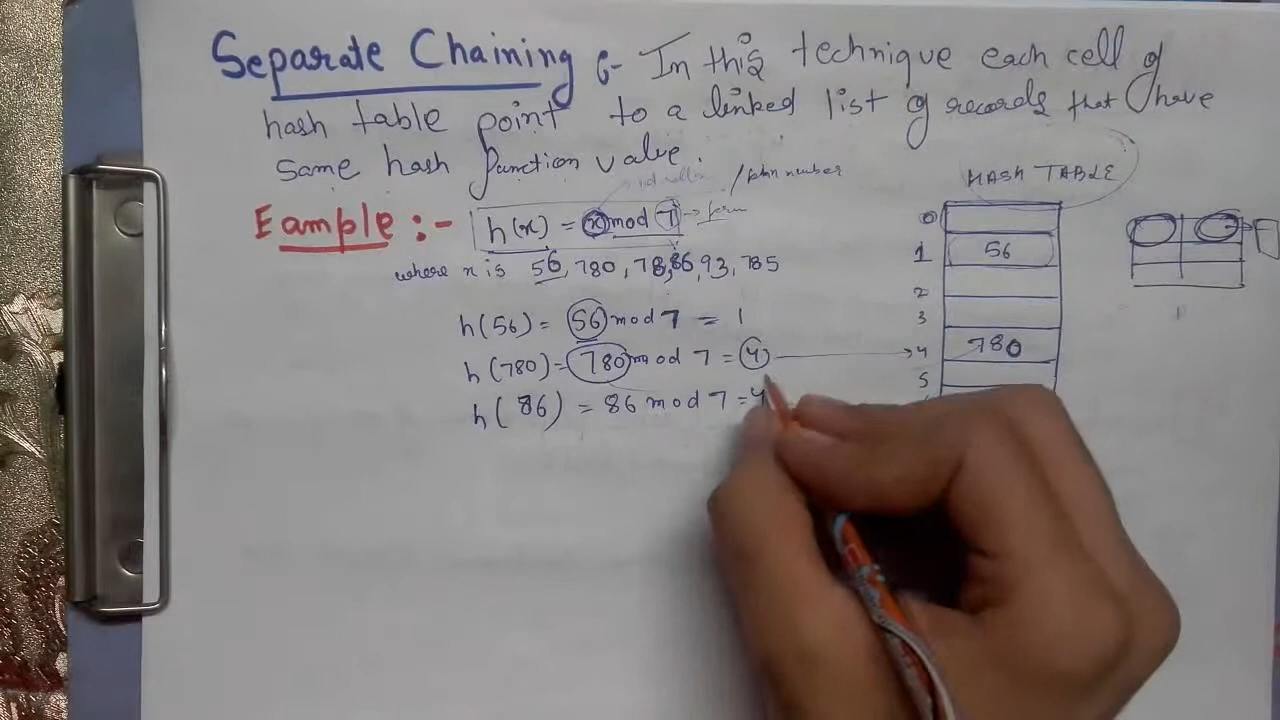 Separate Chaining :- In this technique each cell of
hash table point to a linked list of records that have
same hash function value.
/phn number
HASH TABLE
Eample :- h(x) = x mod 7
where x is 56, 780, 78, 86, 93, 785
h(56) = 56 mod 7 = 1
h(780) = 780 mod 7 = 4
h(86) = 86 mod 7 = 4
0
1 56
2
3
4 780
5